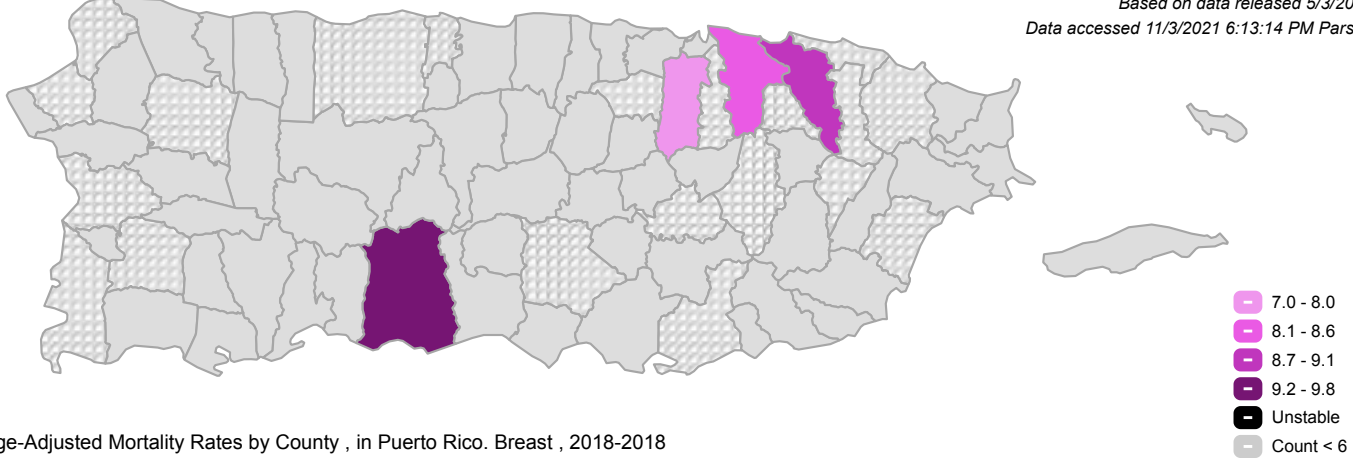 Based on data released 5/3/20
Data accessed 11/3/2021 6:13:14 PM Pars
7.0 - 8.0
8.1 - 8.6
8.7 - 9.1
9.2 - 9.8
Unstable
Count < 6
ge-Adjusted Mortality Rates by County , in Puerto Rico. Breast , 2018-2018